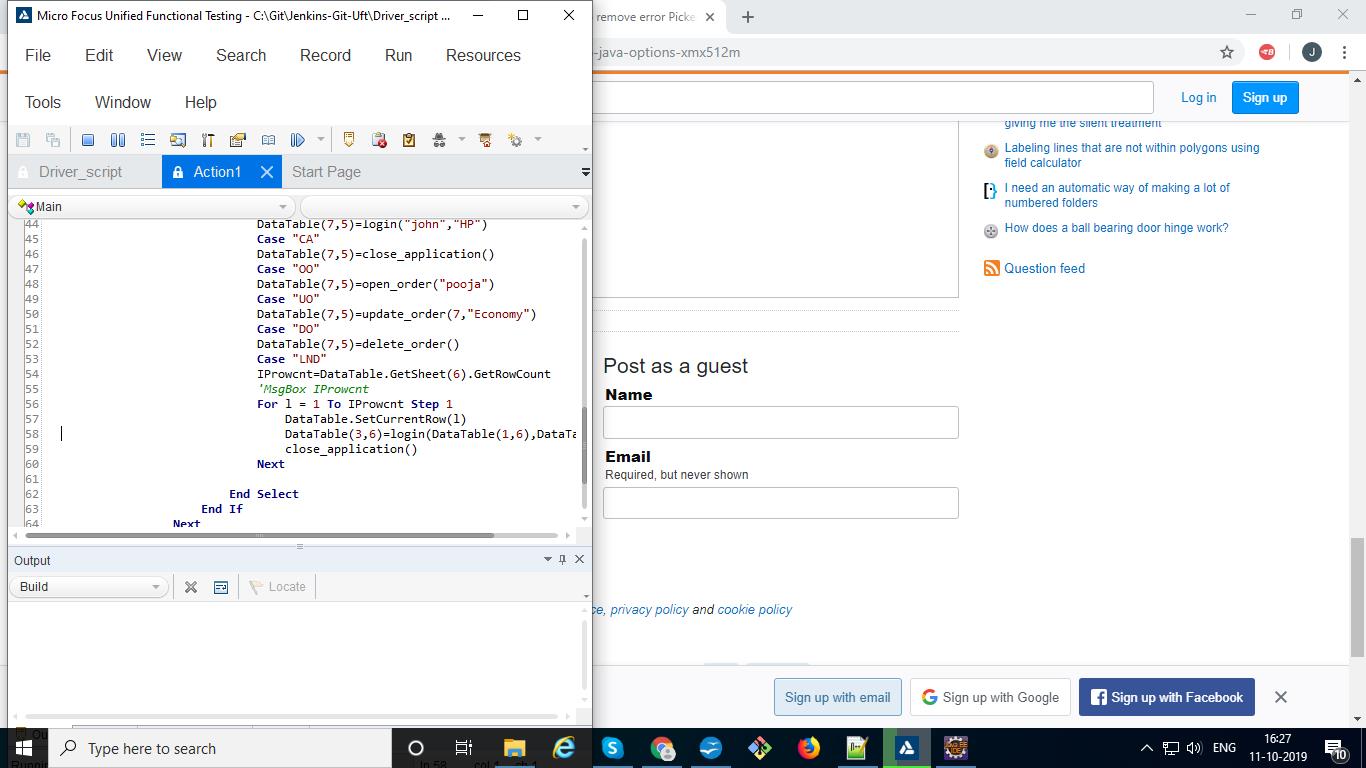 Micro Focus Unified Functional Testing - C:\Git\Jenkins-Git-Uft\Driver_script ...
remove error Picke
File Edit View Search Record Run Resources
Tools Window Help
-java-options-xmx512m
J
Log in Sign up
Driver_script Action1 Start Page
Main
44 DataTable(7,5)=login("john","HP")
45 Case "CA"
46 DataTable(7,5)=close_application()
47 Case "OO"
48 DataTable(7,5)=open_order("pooja")
49 Case "UO"
50 DataTable(7,5)=update_order(7,"Economy")
51 Case "DO"
52 DataTable(7,5)=delete_order()
53 Case "LND"
54 IProwcnt=DataTable.GetSheet(6).GetRowCount
55 'MsgBox IProwcnt
56 For l = 1 To IProwcnt Step 1
57 DataTable.SetCurrentRow(l)
58 DataTable(3,6)=login(DataTable(1,6),DataTa
59 close_application()
60 Next
61
62 End Select
63 End If
64 Next
Output
Build Locate
giving me the silent treatment
Labeling lines that are not within polygons using
field calculator
I need an automatic way of making a lot of
numbered folders
How does a ball bearing door hinge work?
Question feed
Post as a guest
Name
Email
Required, but never shown
privacy policy and cookie policy
Sign up with email Sign up with Google Sign up with Facebook
Type here to search
ENG
16:27
11-10-2019
10